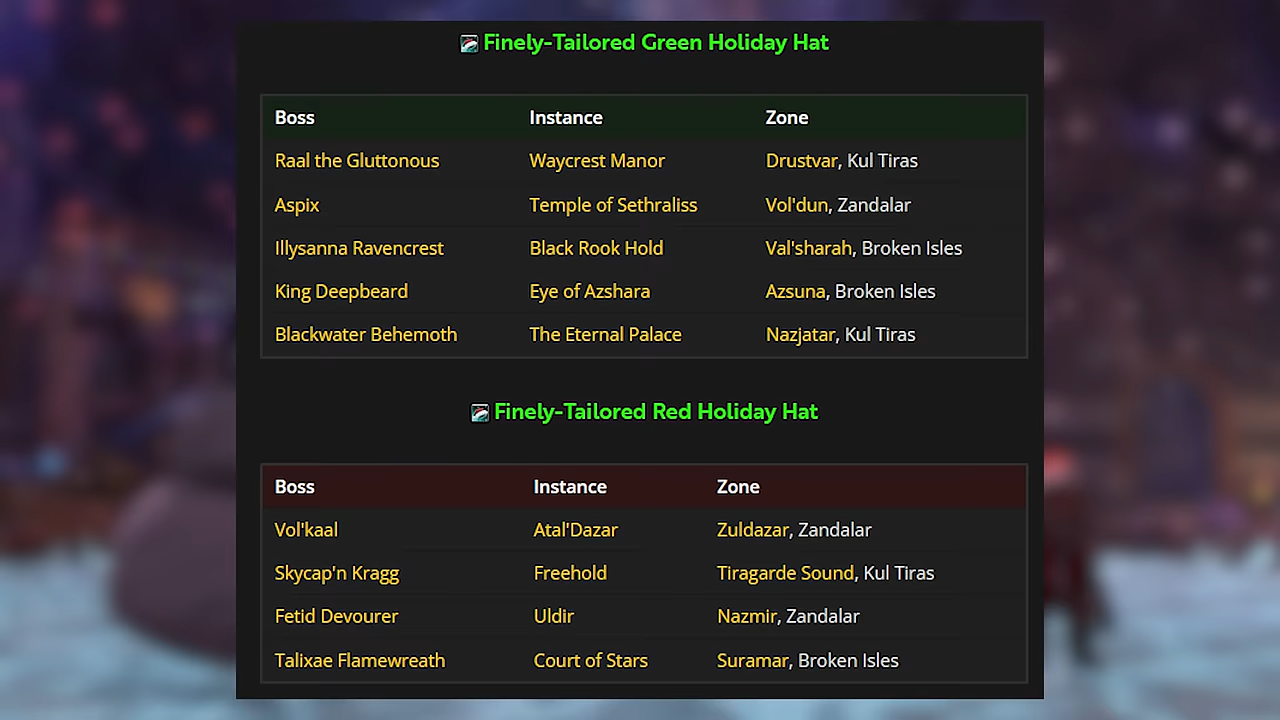 Finely-Tailored Green Holiday Hat
Boss Instance Zone
Raal the Gluttonous Waycrest Manor Drustvar, Kul Tiras
Aspix Temple of Sethraliss Vol'dun, Zandalar
Illysanna Ravencrest Black Rook Hold Val'sharah, Broken Isles
King Deepbeard Eye of Azshara Azsuna, Broken Isles
Blackwater Behemoth The Eternal Palace Nazjatar, Kul Tiras
Finely-Tailored Red Holiday Hat
Boss Instance Zone
Vol'kaal Atal'Dazar Zuldazar, Zandalar
Skycap'n Kragg Freehold Tiragarde Sound, Kul Tiras
Fetid Devourer Uldir Nazmir, Zandalar
Talixae Flamewreath Court of Stars Suramar, Broken Isles